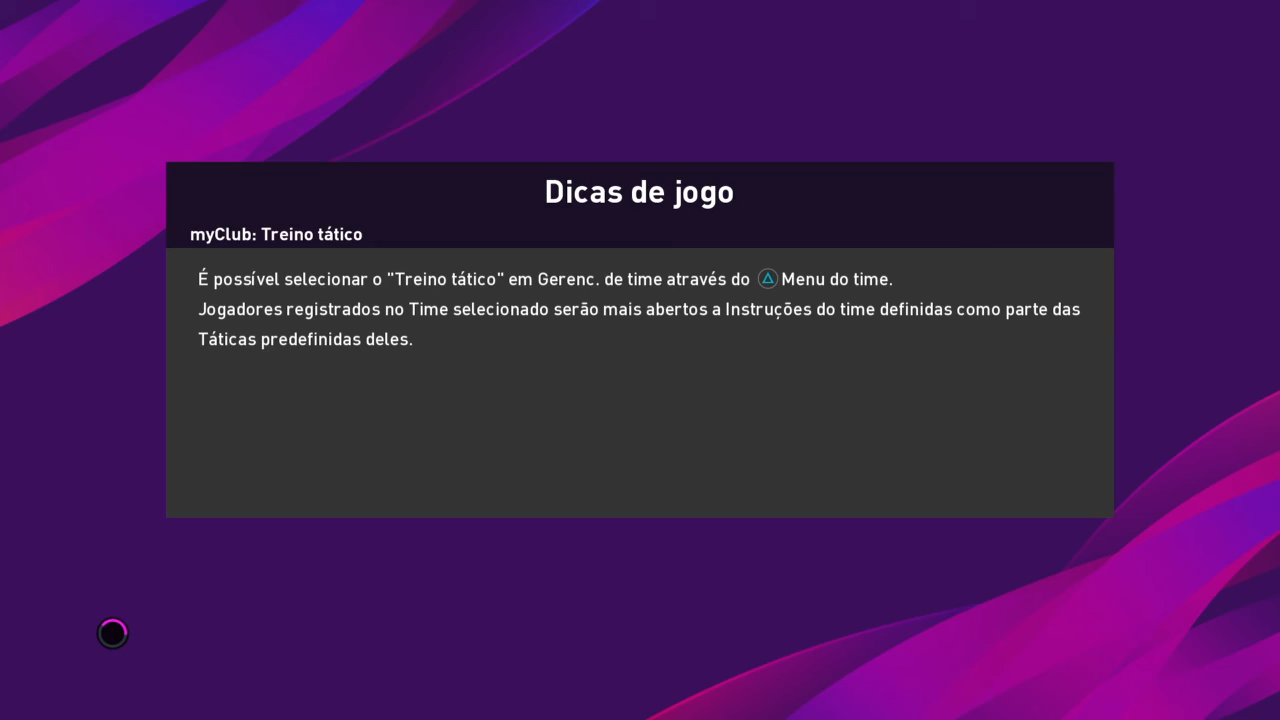 Dicas de jogo
myClub: Treino tático
É possível selecionar o "Treino tático" em Gerenc. de time através do Menu do time.
Jogadores registrados no Time selecionado serão mais abertos a Instruções do time definidas como parte das
Táticas predefinidas deles.